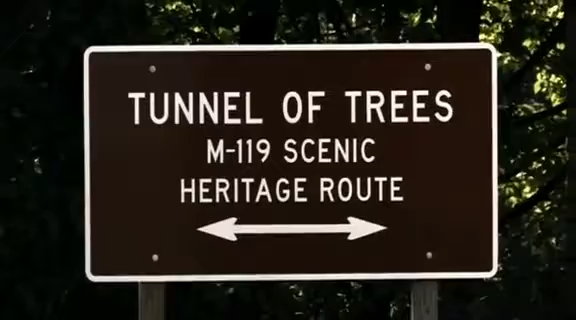 TUNNEL OF TREES
M-119 SCENIC
HERITAGE ROUTE